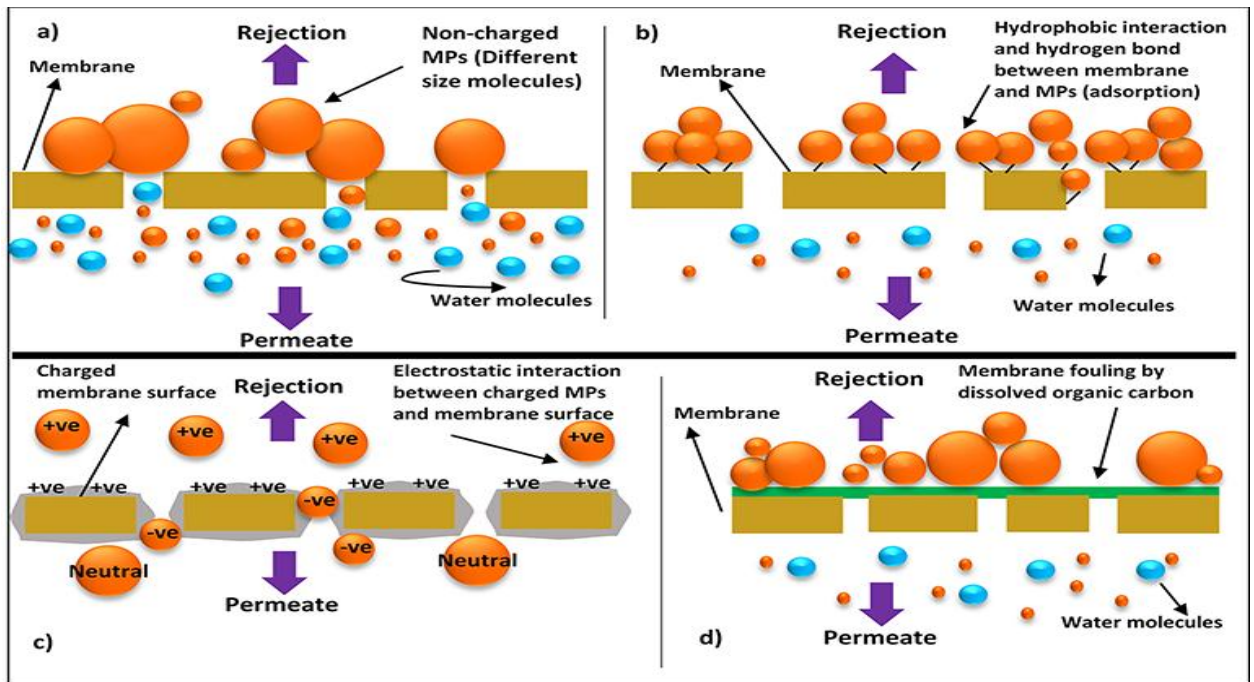 a)
Rejection
Non-charged
MPs (Different
size molecules)
Membrane
Water molecules
Permeate
b)
Rejection
Hydrophobic interaction
and hydrogen bond
between membrane
and MPs (adsorption)
Membrane
Water molecules
Permeate
Charged
membrane surface
Rejection
Electrostatic interaction
between charged MPs
and membrane surface
+ve
+ve
+ve
+ve
+ve +ve
+ve +ve
+ve +ve
+ve +ve
-ve
-ve
-ve
Neutral
Neutral
Permeate
c)
Rejection
Membrane fouling by
dissolved organic carbon
Membrane
Water molecules
Permeate
d)